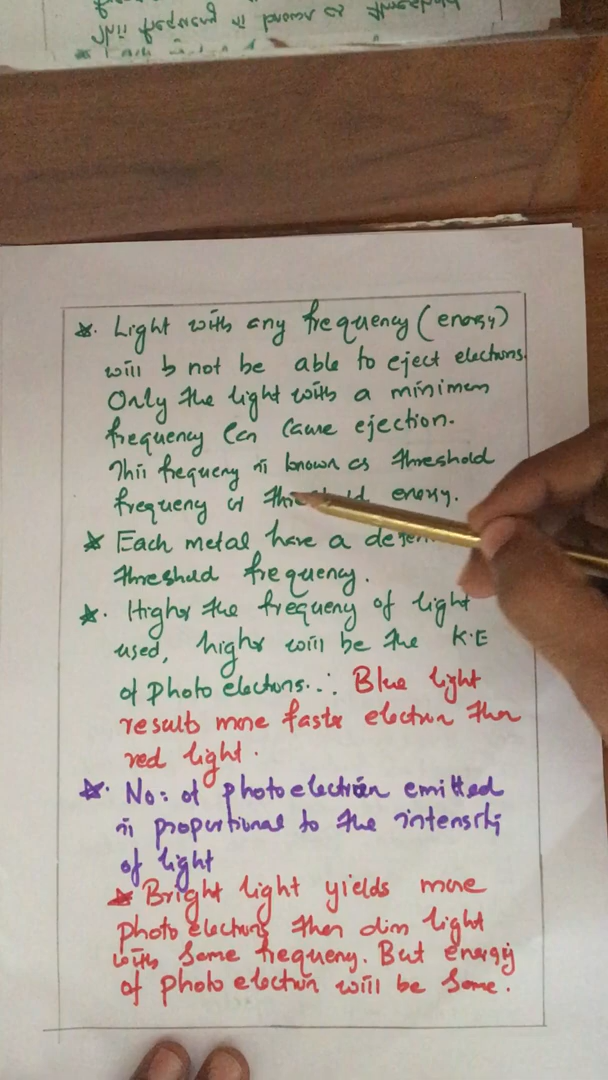 ★. Light with any frequency (energy)
will b not be able to eject electrons.
Only the light with a minimum
frequency can cause ejection.
This frequency is known as threshold
frequency or threshold energy.
★ Each metal have a
threshold frequency.
★. Higher the frequency of light
used, higher will be the K.E
of photo electrons. ∴ Blue light
results more faster electron than
red light.
★. No: of photoelectron emitted
is proportional to the intensity
of light
★ Bright light yields more
photo electrons than dim light
with same frequency. But energy
of photo electron will be same.